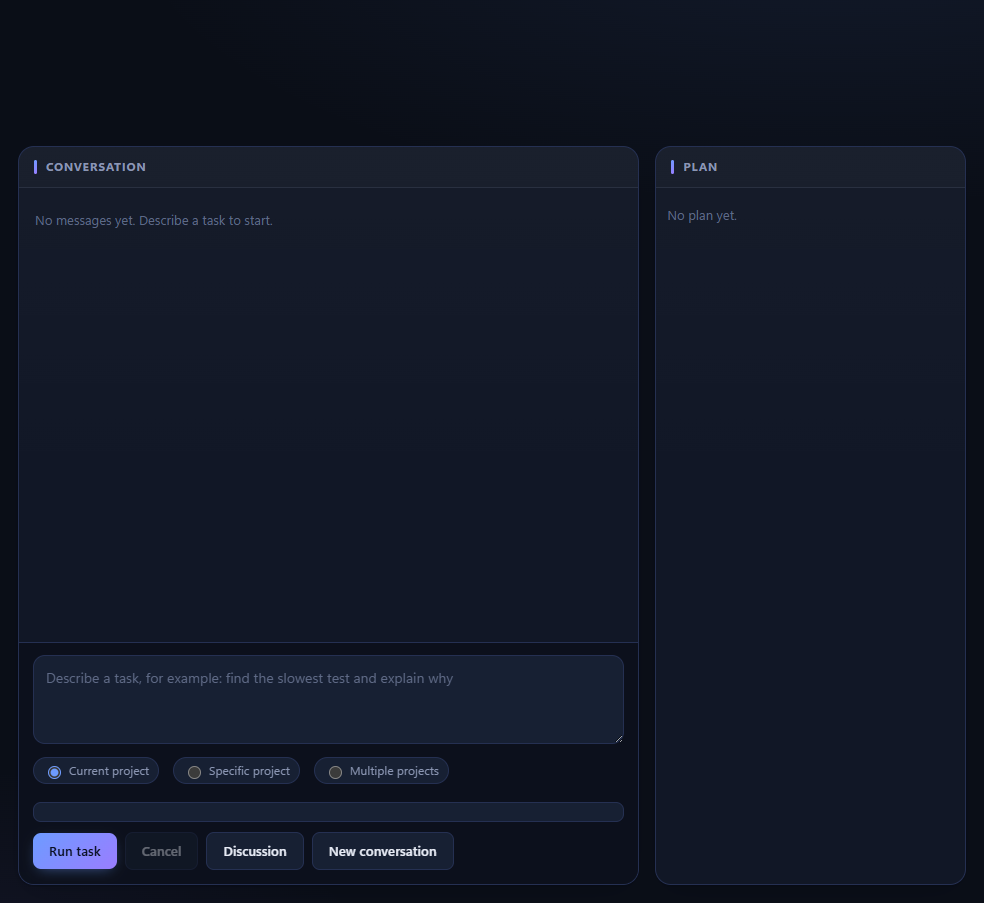 CONVERSATION
No messages yet. Describe a task to start.
Describe a task, for example: find the slowest test and explain why
Current project
Specific project
Multiple projects
Run task
Cancel
Discussion
New conversation
PLAN
No plan yet.